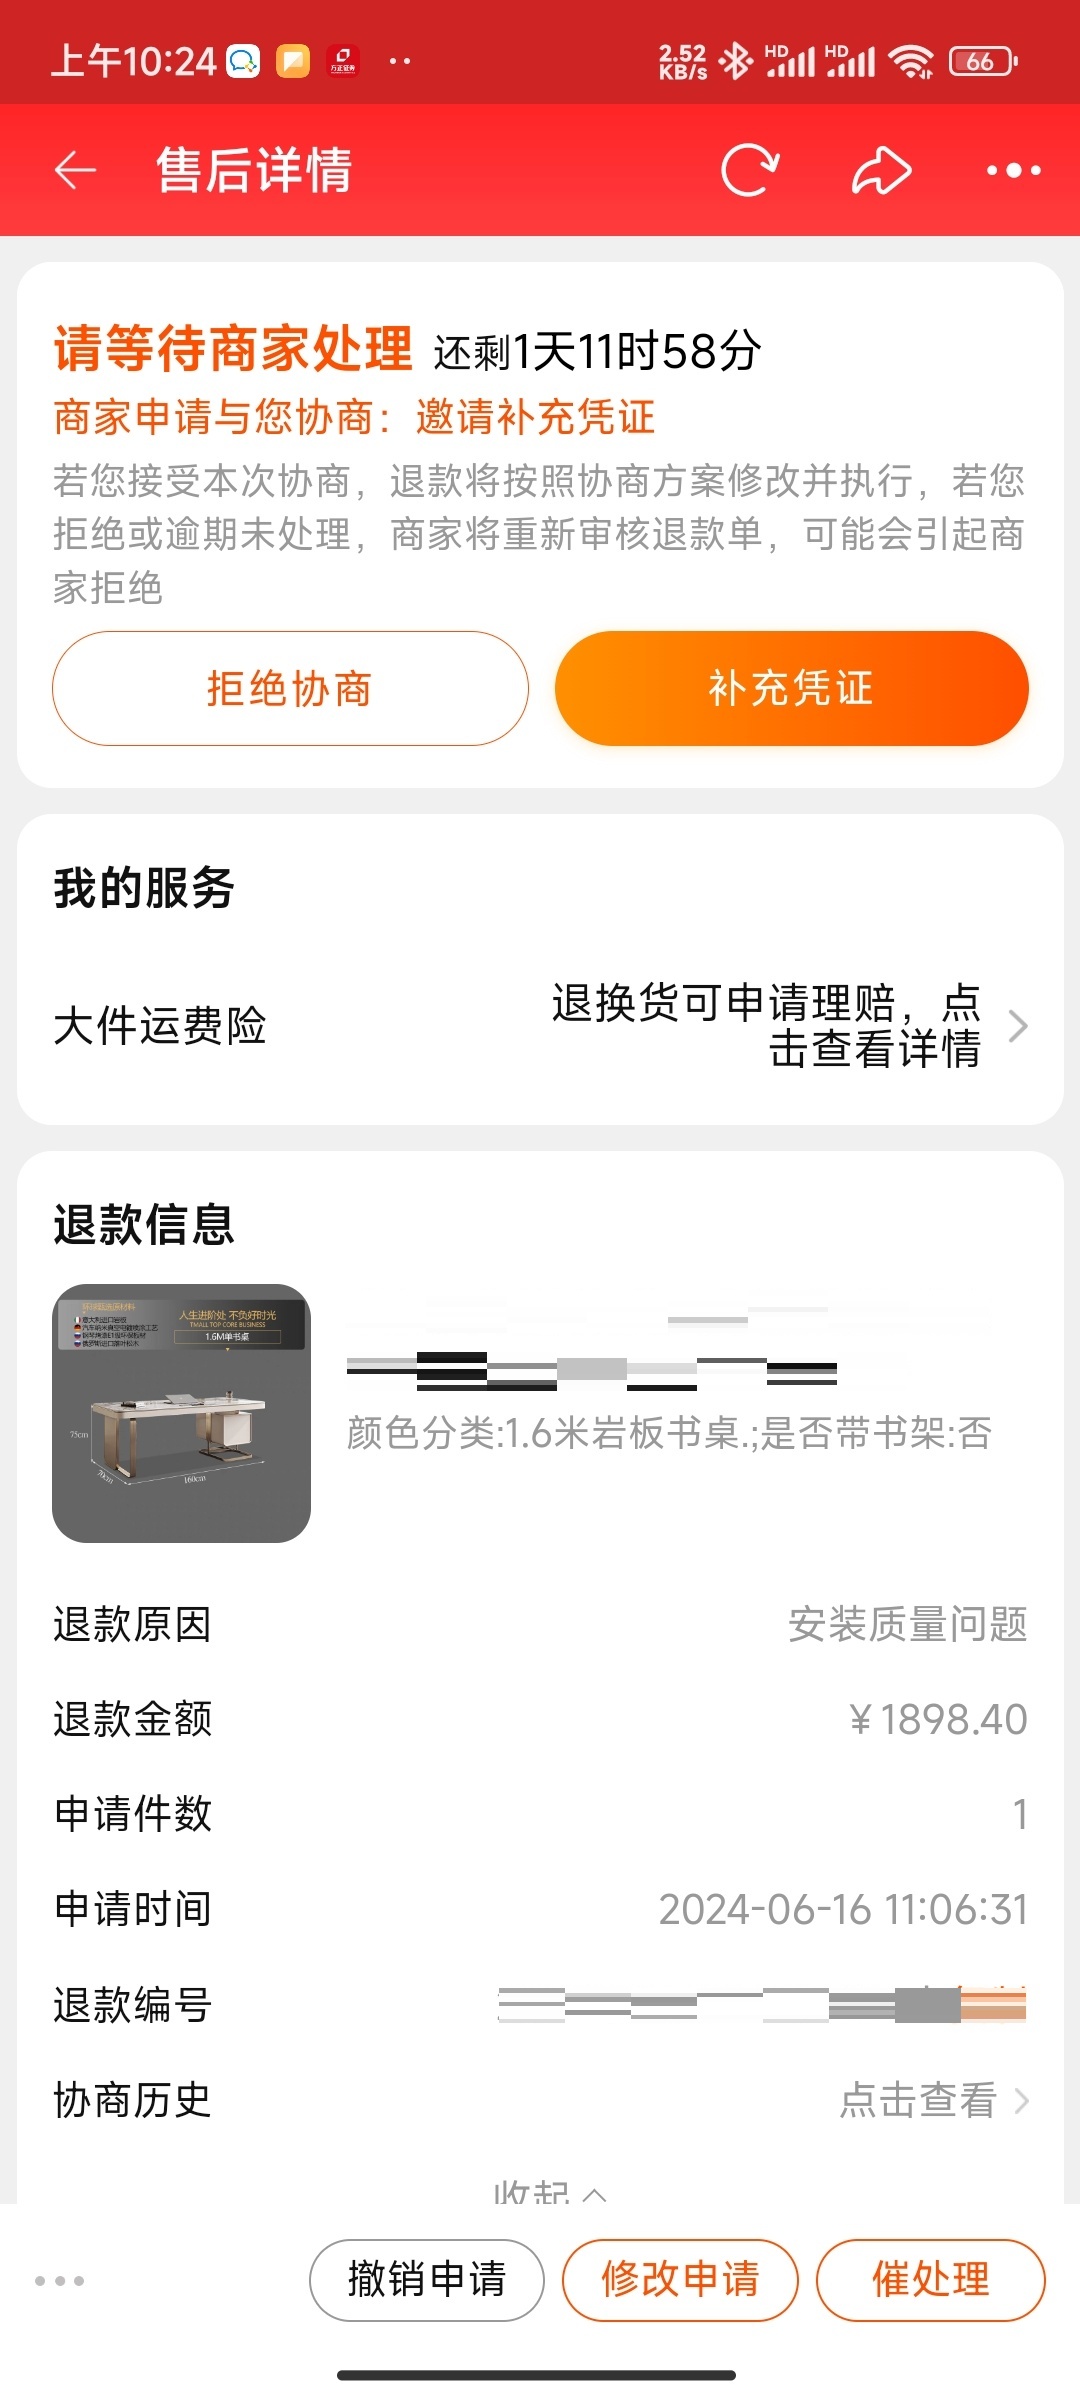 上午10:24
2.52
KB/s
HD
HD
66
售后详情
请等待商家处理 还剩1天11时58分
商家申请与您协商：邀请补充凭证
若您接受本次协商，退款将按照协商方案修改并执行，若您
拒绝或逾期未处理，商家将重新审核退款单，可能会引起商
家拒绝
拒绝协商
补充凭证
我的服务
大件运费险
退换货可申请理赔，点
击查看详情
退款信息
人生进阶处 不负好时光
TMALL TOP CORE BUSINESS
1.6M单书桌
75cm
70cm
160cm
颜色分类:1.6米岩板书桌.;是否带书架:否
退款原因
安装质量问题
退款金额
￥1898.40
申请件数
1
申请时间
2024-06-16 11:06:31
退款编号
协商历史
点击查看
收起
撤销申请
修改申请
催处理